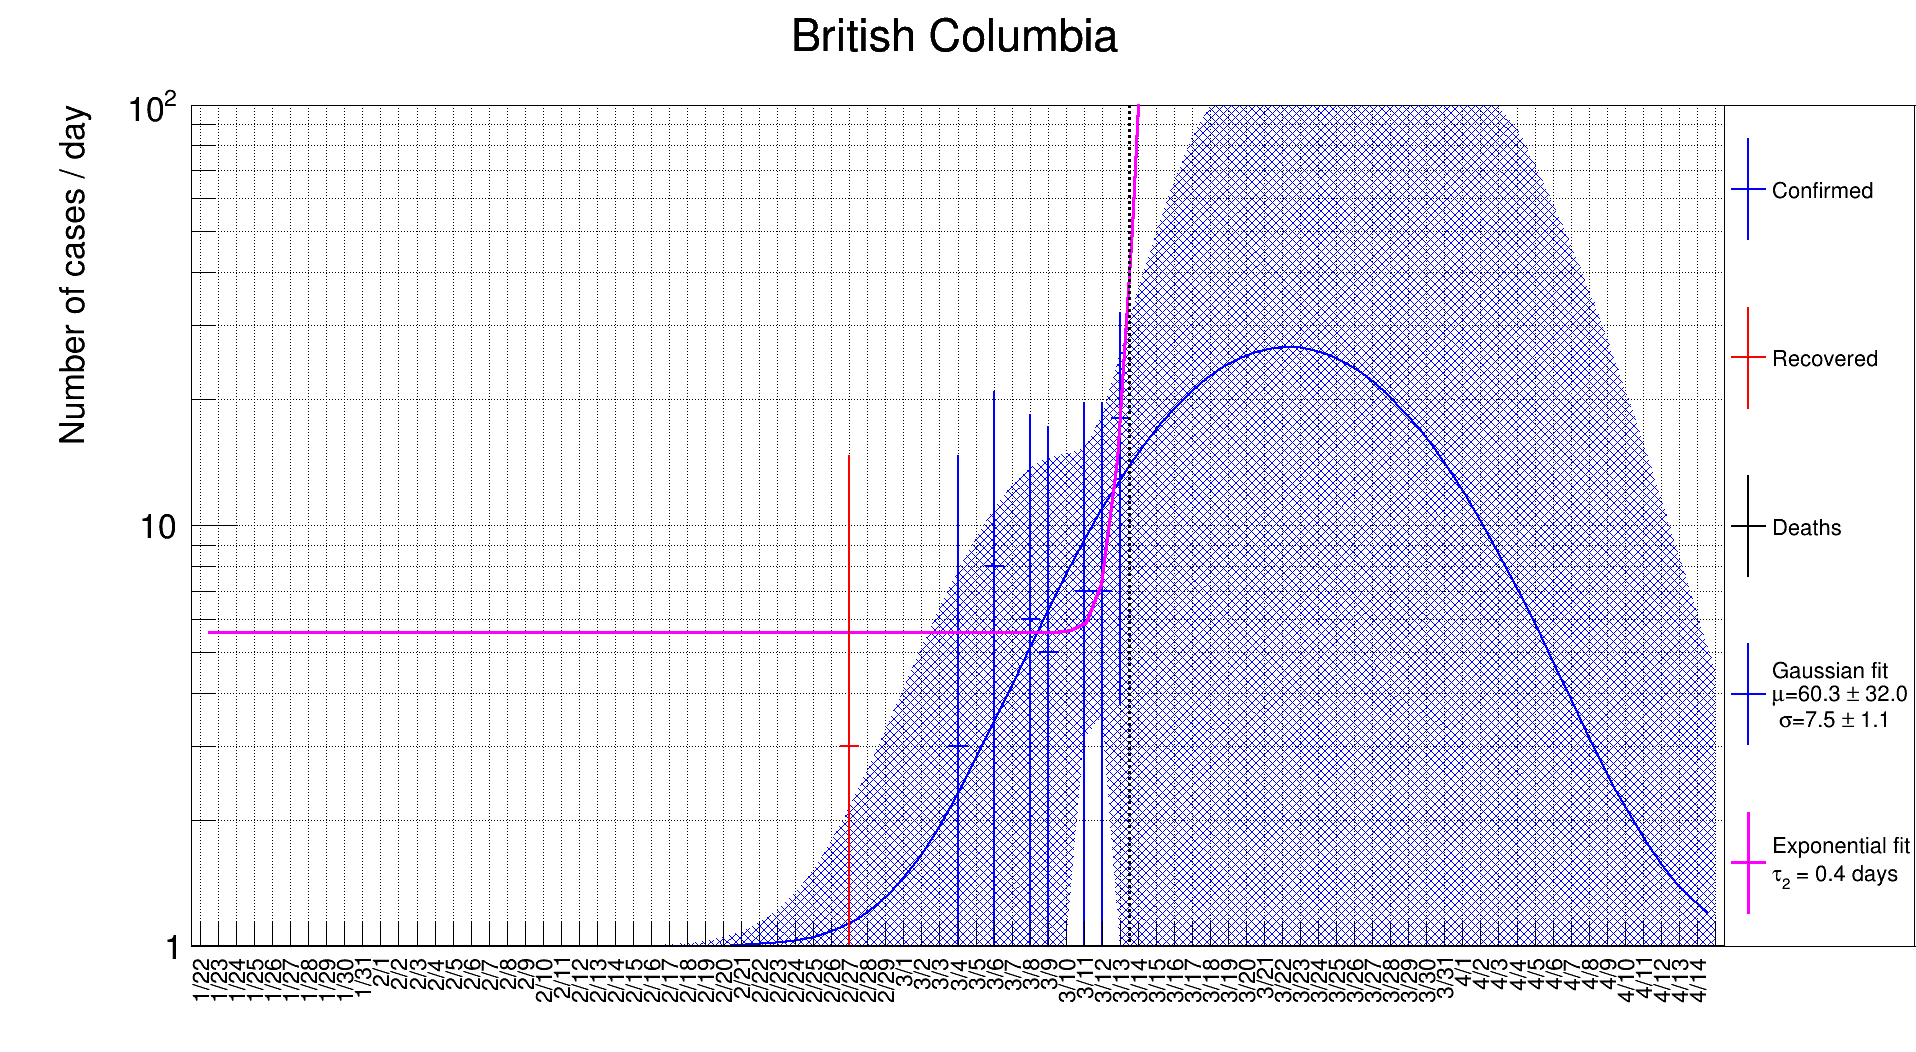 British Columbia
Number of cases / day
10²
10
1
1/22 1/23 1/24 1/25 1/26 1/27 1/28 1/29 1/30 1/31 2/1 2/2 2/3 2/4 2/5 2/6 2/7 2/8 2/9 2/10 2/11 2/12 2/13 2/14 2/15 2/16 2/17 2/18 2/19 2/20 2/21 2/22 2/23 2/24 2/25 2/26 2/27 2/28 2/29 3/1 3/2 3/3 3/4 3/5 3/6 3/7 3/8 3/9 3/10 3/11 3/12 3/13 3/14 3/15 3/16 3/17 3/18 3/19 3/20 3/21 3/22 3/23 3/24 3/25 3/26 3/27 3/28 3/29 3/30 3/31 4/1 4/2 4/3 4/4 4/5 4/6 4/7 4/8 4/9 4/10 4/11 4/12 4/13 4/14
Confirmed
Recovered
Deaths
Gaussian fit
μ=60.3 ± 32.0
σ=7.5 ± 1.1
Exponential fit
τ₂ = 0.4 days